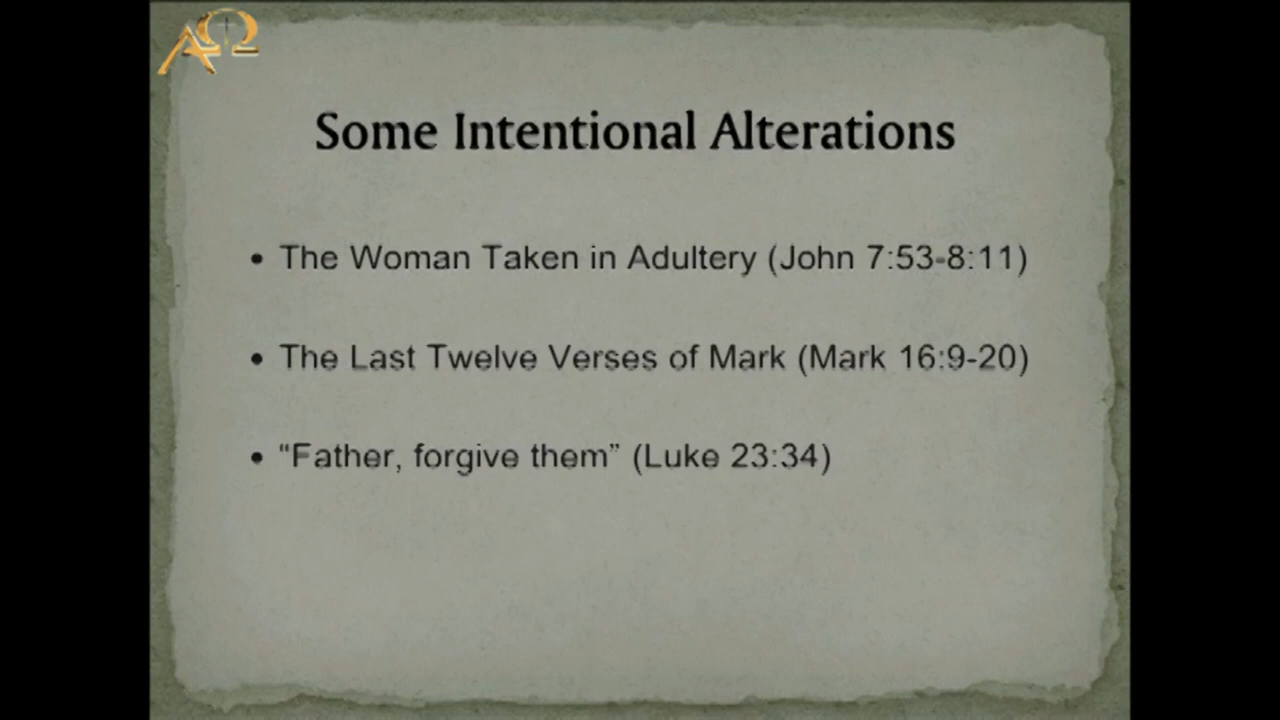 ΑΩ
Some Intentional Alterations
• The Woman Taken in Adultery (John 7:53-8:11)
• The Last Twelve Verses of Mark (Mark 16:9-20)
• “Father, forgive them” (Luke 23:34)